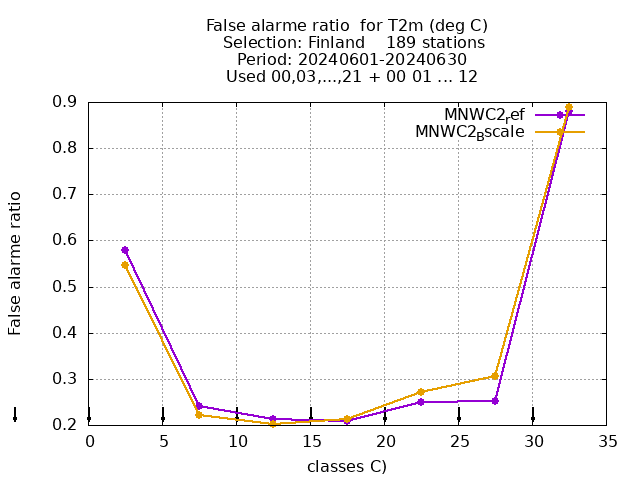 False alarme ratio  for T2m (deg C)
Selection: Finland    189 stations
Period: 20240601-20240630
Used 00,03,...,21 + 00 01 ... 12
MNWC2ref
MNWC2Bscale
0.9
0.8
0.7
0.6
0.5
0.4
0.3
0.2
False alarme ratio
0 5 10 15 20 25 30 35
classes C)